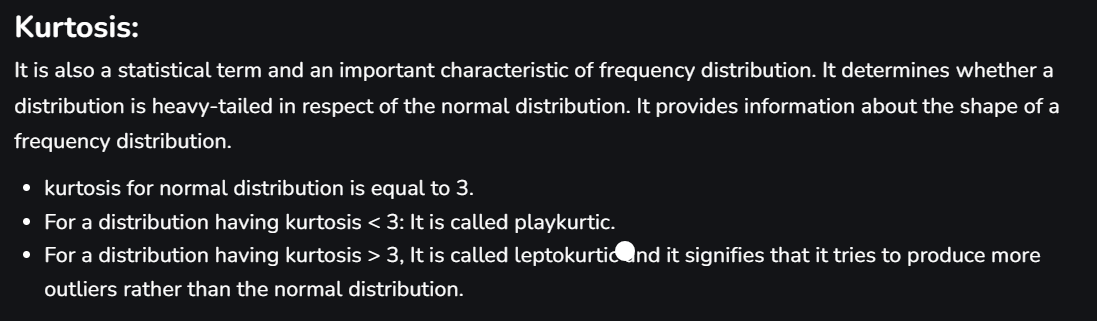 Kurtosis:
It is also a statistical term and an important characteristic of frequency distribution. It determines whether a
distribution is heavy-tailed in respect of the normal distribution. It provides information about the shape of a
frequency distribution.
• kurtosis for normal distribution is equal to 3.
• For a distribution having kurtosis < 3: It is called playkurtic.
• For a distribution having kurtosis > 3, It is called leptokurtic and it signifies that it tries to produce more
outliers rather than the normal distribution.